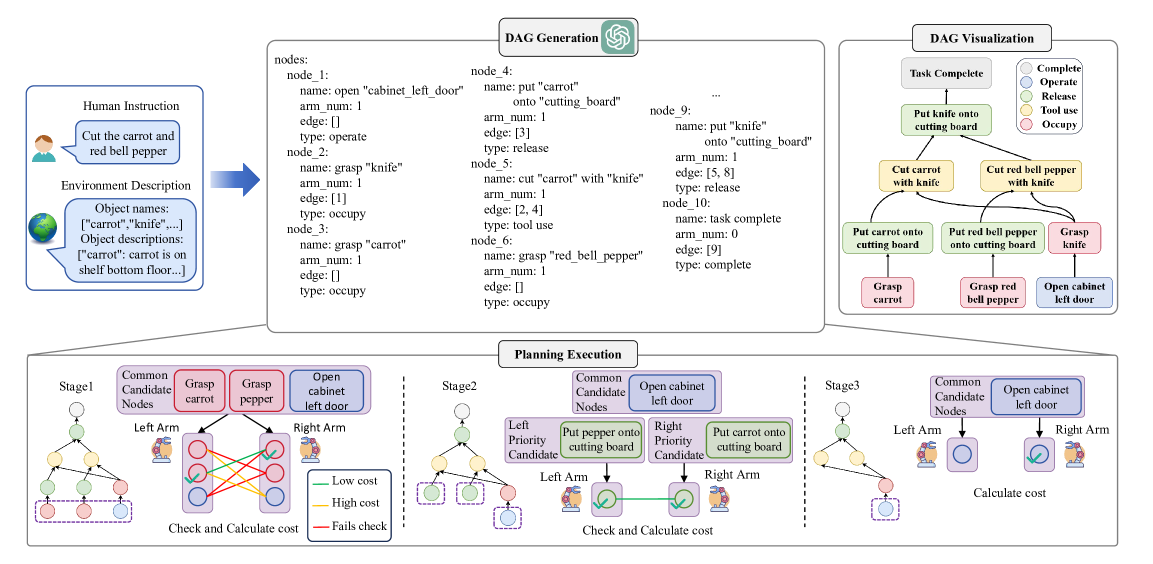 DAG Generation
DAG Visualization
Human Instruction
Cut the carrot and
red bell pepper
Environment Description
Object names:
["carrot","knife",...]
Object descriptions:
["carrot": carrot is on
shelf bottom floor...]
nodes:
node_1:
name: open "cabinet_left_door"
arm_num: 1
edge: []
type: operate
node_2:
name: grasp "knife"
arm_num: 1
edge: [1]
type: occupy
node_3:
name: grasp "carrot"
arm_num: 1
edge: []
type: occupy
node_4:
name: put "carrot"
onto "cutting_board"
arm_num: 1
edge: [3]
type: release
node_5:
name: cut "carrot" with "knife"
arm_num: 1
edge: [2, 4]
type: tool use
node_6:
name: grasp "red_bell_pepper"
arm_num: 1
edge: []
type: occupy
...
node_9:
name: put "knife"
onto "cutting_board"
arm_num: 1
edge: [5, 8]
type: release
node_10:
name: task complete
arm_num: 0
edge: [9]
type: complete
Task Compelete
Complete
Operate
Release
Tool use
Occupy
Put knife onto
cutting board
Cut carrot
with knife
Cut red bell pepper
with knife
Put carrot onto
cutting board
Put red bell pepper
onto cutting board
Grasp
knife
Grasp
carrot
Grasp red
bell pepper
Open cabinet
left door
Planning Execution
Stage1
Common
Candidate
Nodes
Grasp
carrot
Grasp
pepper
Open
cabinet
left door
Left Arm
Right Arm
Low cost
High cost
Fails check
Check and Calculate cost
Stage2
Common
Candidate
Nodes
Open cabinet
left door
Left
Priority
Candidate
Put pepper onto
cutting board
Right
Priority
Candidate
Put carrot onto
cutting board
Left Arm
Right Arm
Check and Calculate cost
Stage3
Common
Candidate
Nodes
Open cabinet
left door
Left Arm
Right Arm
Calculate cost